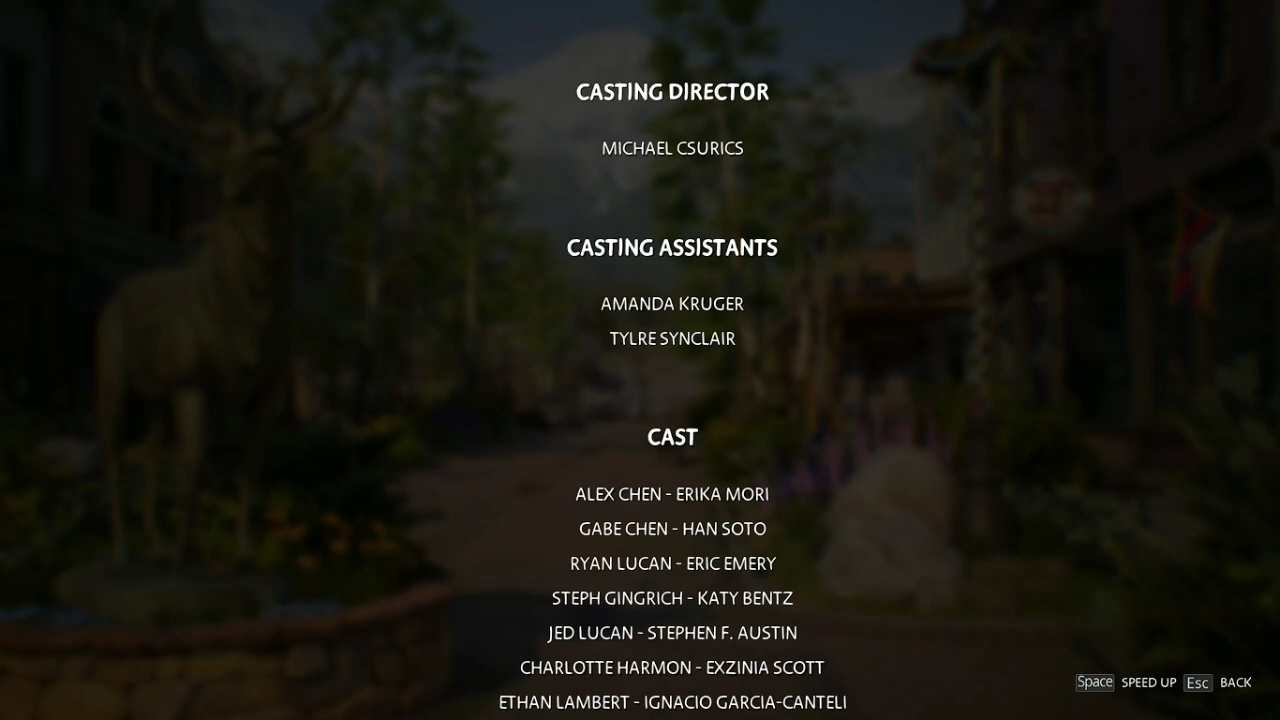 CASTING DIRECTOR
MICHAEL CSURICS
CASTING ASSISTANTS
AMANDA KRUGER
TYLRE SYNCLAIR
CAST
ALEX CHEN - ERIKA MORI
GABE CHEN - HAN SOTO
RYAN LUCAN - ERIC EMERY
STEPH GINGRICH - KATY BENTZ
JED LUCAN - STEPHEN F. AUSTIN
CHARLOTTE HARMON - EXZINIA SCOTT
ETHAN LAMBERT - IGNACIO GARCIA-CANTELI
Space SPEED UP Esc BACK